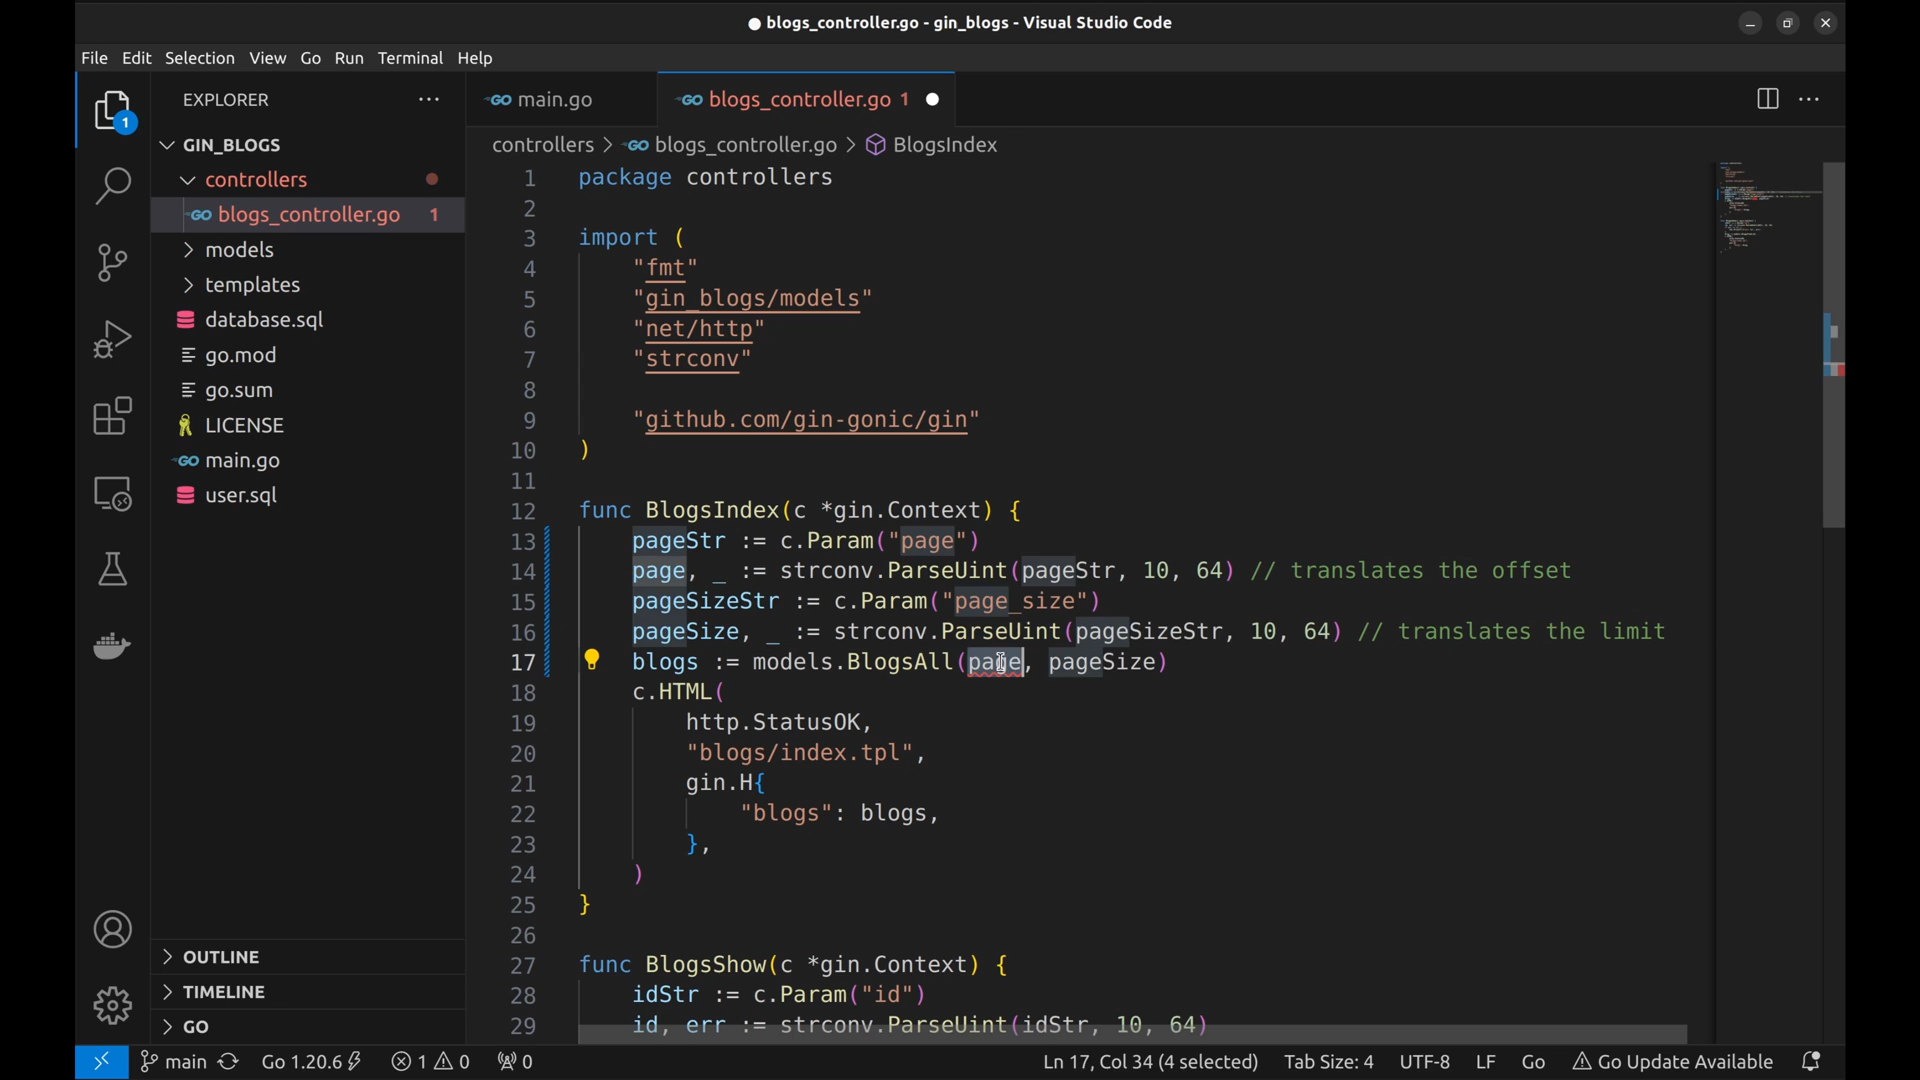 blogs_controller.go - gin_blogs - Visual Studio Code
File Edit Selection View Go Run Terminal Help
EXPLORER
1
GIN_BLOGS
controllers
blogs_controller.go 1
models
templates
database.sql
go.mod
go.sum
LICENSE
main.go
user.sql
OUTLINE
TIMELINE
GO
main.go
blogs_controller.go 1
controllers > blogs_controller.go > BlogsIndex
1 package controllers
2
3 import (
4 "fmt"
5 "gin_blogs/models"
6 "net/http"
7 "strconv"
8
9 "github.com/gin-gonic/gin"
10 )
11
12 func BlogsIndex(c *gin.Context) {
13 pageStr := c.Param("page")
14 page, _ := strconv.ParseUint(pageStr, 10, 64) // translates the offset
15 pageSizeStr := c.Param("page_size")
16 pageSize, _ := strconv.ParseUint(pageSizeStr, 10, 64) // translates the limit
17 blogs := models.BlogsAll(page, pageSize)
18 c.HTML(
19 http.StatusOK,
20 "blogs/index.tpl",
21 gin.H{
22 "blogs": blogs,
23 },
24 )
25 }
26
27 func BlogsShow(c *gin.Context) {
28 idStr := c.Param("id")
29 id, err := strconv.ParseUint(idStr, 10, 64)
main Go 1.20.6 1 0 0 Ln 17, Col 34 (4 selected) Tab Size: 4 UTF-8 LF Go Go Update Available